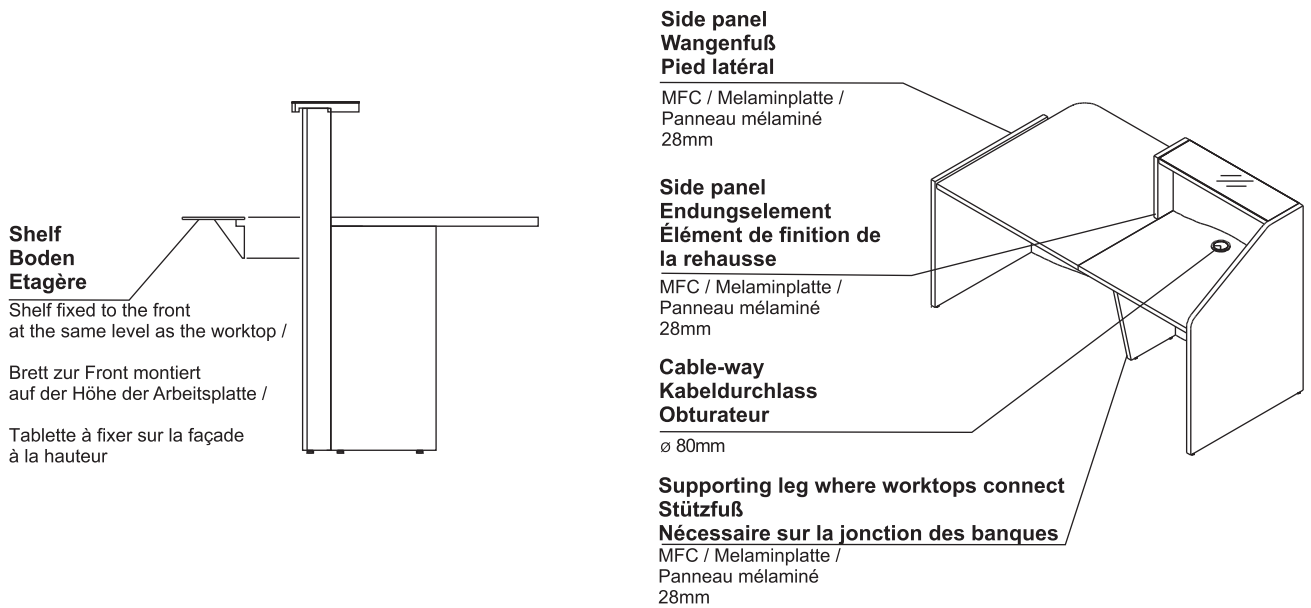 Shelf
Boden
Etagère
Shelf fixed to the front
at the same level as the worktop /
Brett zur Front montiert
auf der Höhe der Arbeitsplatte /
Tablette à fixer sur la façade
à la hauteur
Side panel
Wangenfuß
Pied latéral
MFC / Melaminplatte /
Panneau mélaminé
28mm
Side panel
Endungselement
Élément de finition de
la rehausse
MFC / Melaminplatte /
Panneau mélaminé
28mm
Cable-way
Kabeldurchlass
Obturateur
⌀ 80mm
Supporting leg where worktops connect
Stützfuß
Nécessaire sur la jonction des banques
MFC / Melaminplatte /
Panneau mélaminé
28mm